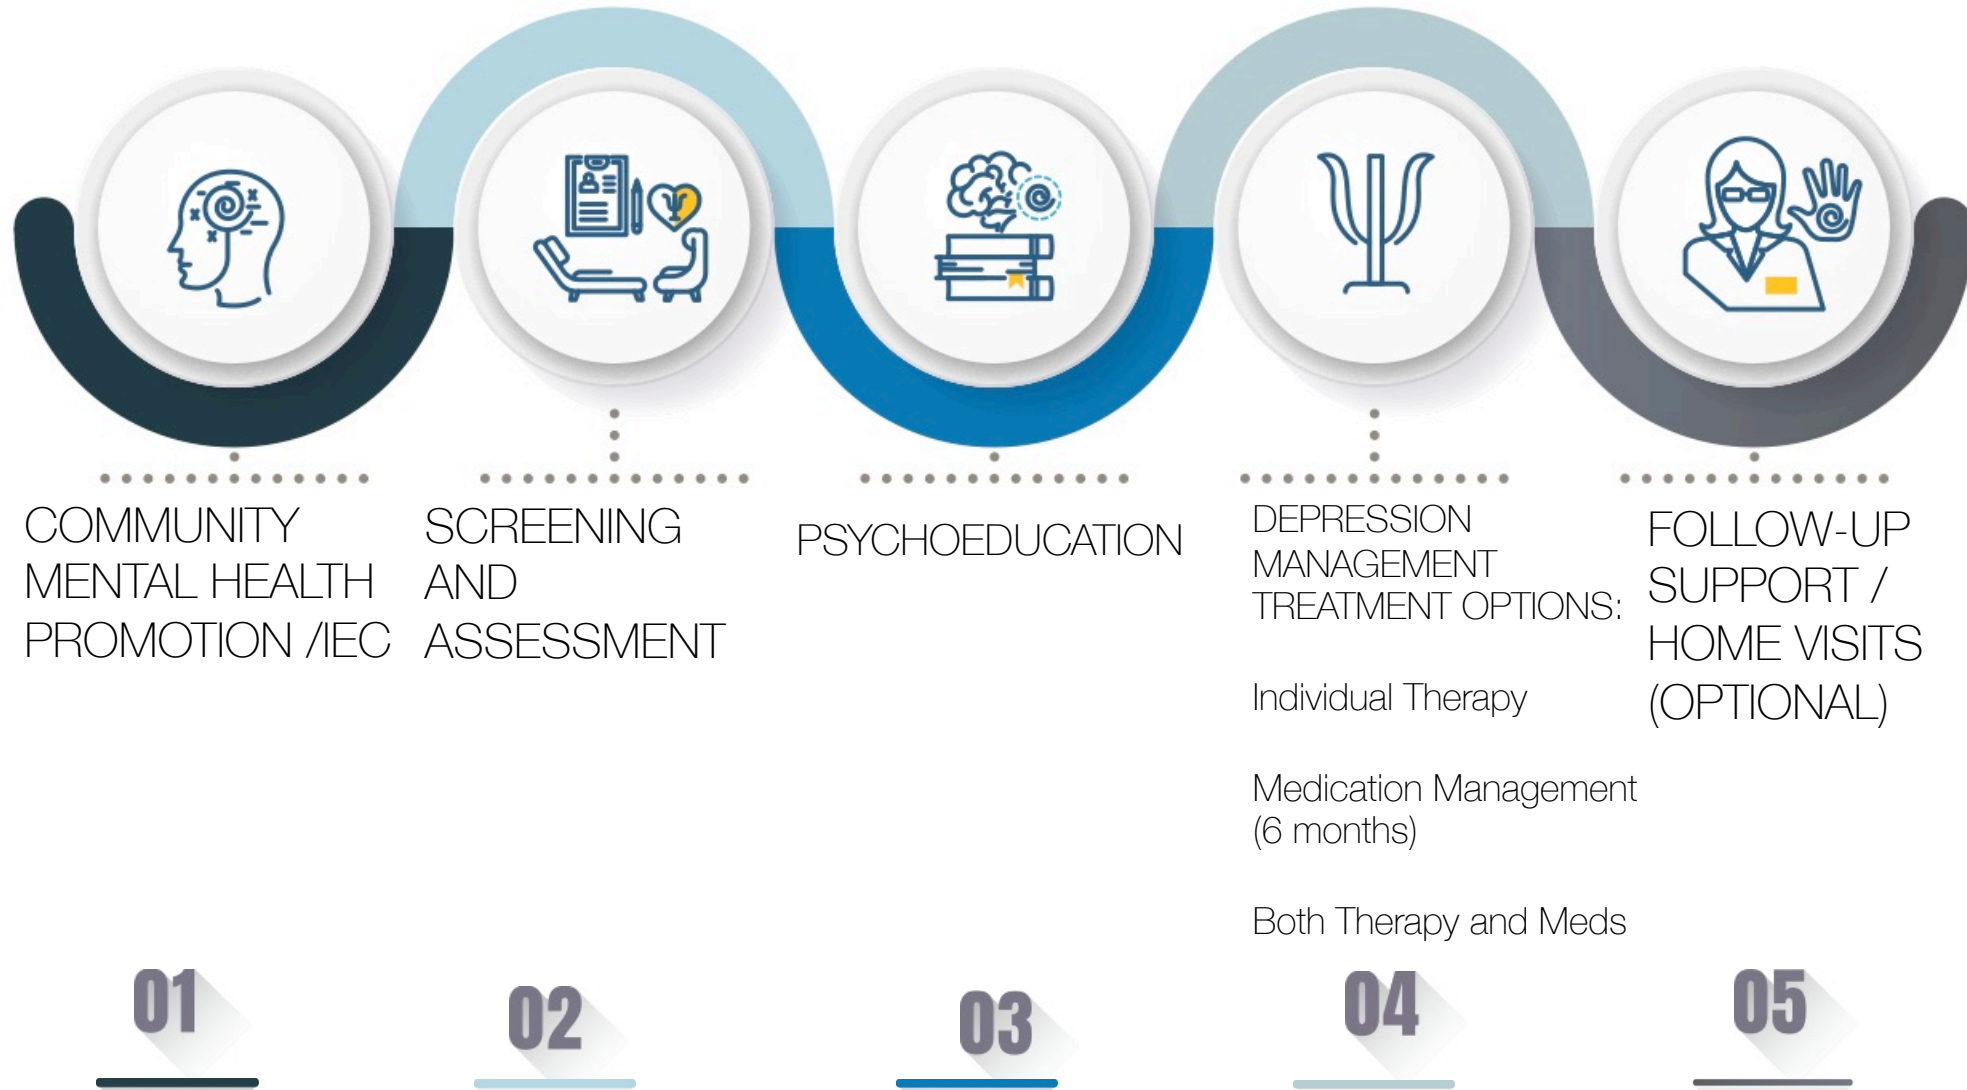 COMMUNITY
MENTAL HEALTH
PROMOTION /IEC
SCREENING
AND
ASSESSMENT
PSYCHOEDUCATION
DEPRESSION
MANAGEMENT
TREATMENT OPTIONS:
Individual Therapy
Medication Management
(6 months)
Both Therapy and Meds
FOLLOW-UP
SUPPORT /
HOME VISITS
(OPTIONAL)
01
02
03
04
05